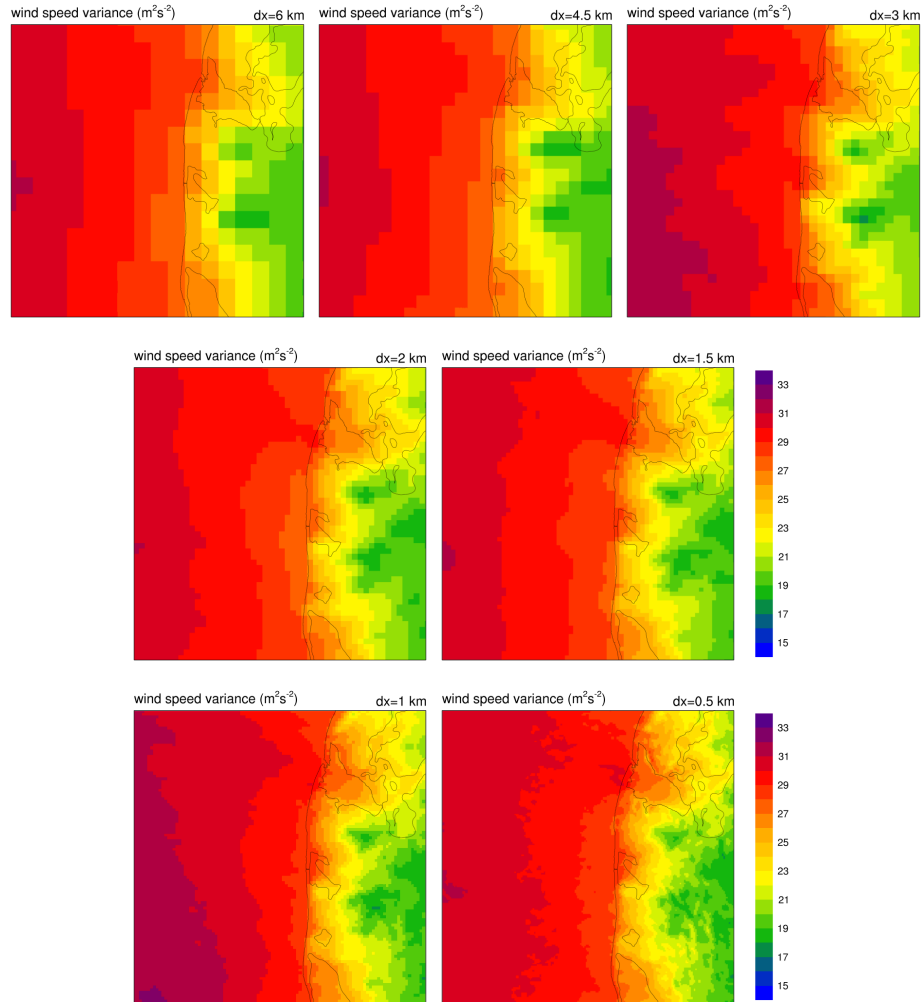 wind speed variance (m²s⁻²) dx=6 km
wind speed variance (m²s⁻²) dx=4.5 km
wind speed variance (m²s⁻²) dx=3 km
wind speed variance (m²s⁻²) dx=2 km
wind speed variance (m²s⁻²) dx=1.5 km
33
31
29
27
25
23
21
19
17
15
wind speed variance (m²s⁻²) dx=1 km
wind speed variance (m²s⁻²) dx=0.5 km
33
31
29
27
25
23
21
19
17
15